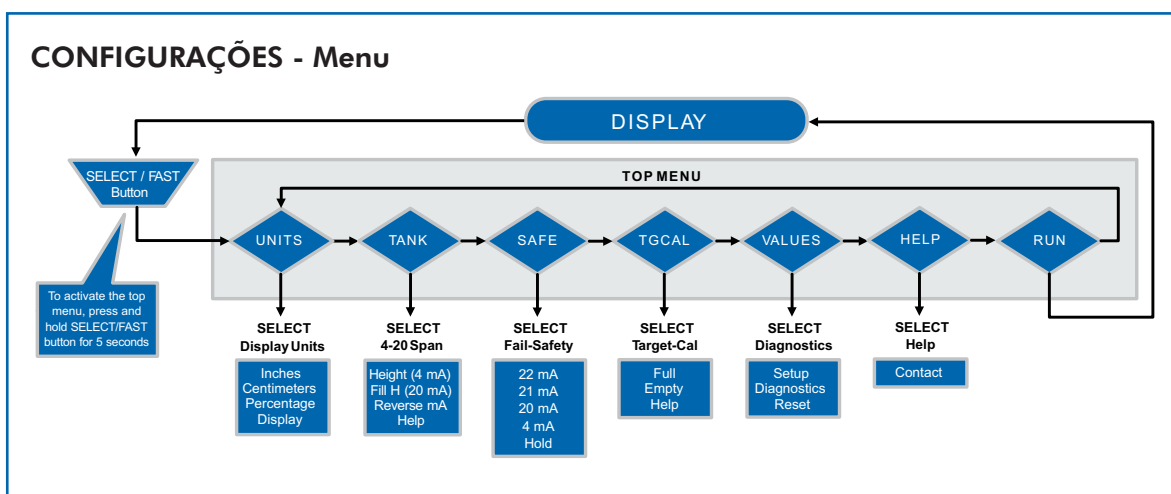 CONFIGURAÇÕES - Menu
DISPLAY
SELECT / FAST
Button
TOP MENU
UNITS
TANK
SAFE
TGCAL
VALUES
HELP
RUN
To activate the top
menu, press and
hold SELECT/FAST
button for 5 seconds
SELECT
Display Units
Inches
Centimeters
Percentage
Display
SELECT
4-20 Span
Height (4 mA)
Fill H (20 mA)
Reverse mA
Help
SELECT
Fail-Safety
22 mA
21 mA
20 mA
4 mA
Hold
SELECT
Target-Cal
Full
Empty
Help
SELECT
Diagnostics
Setup
Diagnostics
Reset
SELECT
Help
Contact